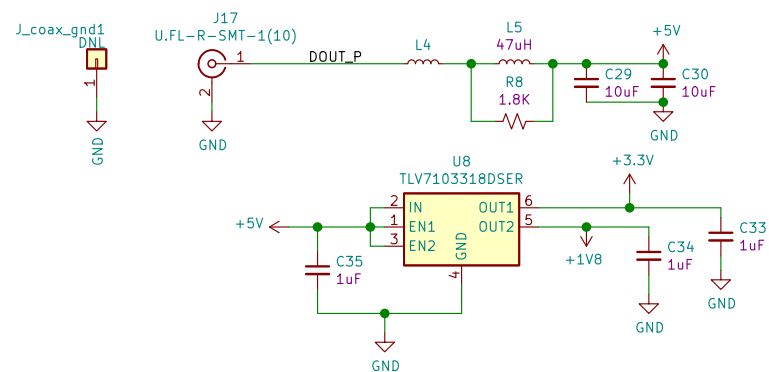 J_coax_gnd1
DNL
1
GND
J17
U.FL-R-SMT-1(10)
1
2
GND
DOUT_P
L4
L5
47uH
R8
1.8K
C29
10uF
+5V
C30
10uF
GND
U8
TLV7103318DSER
+5V
2
1
3
IN
EN1
EN2
GND
4
OUT1
OUT2
6
5
+3.3V
+1V8
C35
1uF
GND
C34
1uF
GND
C33
1uF
GND